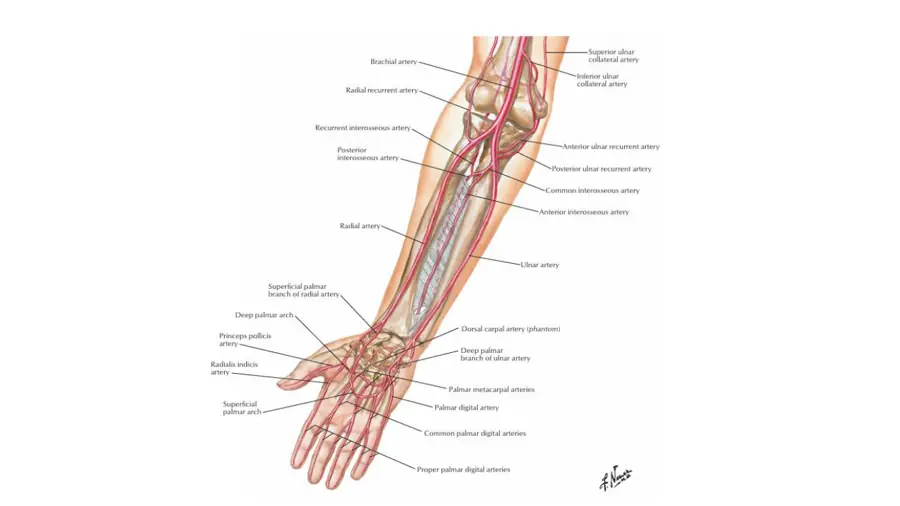 Superior ulnar
collateral artery
Brachial artery
Inferior ulnar
collateral artery
Radial recurrent artery
Recurrent interosseous artery
Anterior ulnar recurrent artery
Posterior
interosseous artery
Posterior ulnar recurrent artery
Common interosseous artery
Anterior interosseous artery
Radial artery
Ulnar artery
Superficial palmar
branch of radial artery
Deep palmar arch
Dorsal carpal artery (phantom)
Princeps pollicis
artery
Deep palmar
branch of ulnar artery
Radialis indicis
artery
Palmar metacarpal arteries
Superficial
palmar arch
Palmar digital artery
Common palmar digital arteries
Proper palmar digital arteries